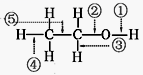 ⑤ H H ② ①
H—C—C—O—H
④ H H ③